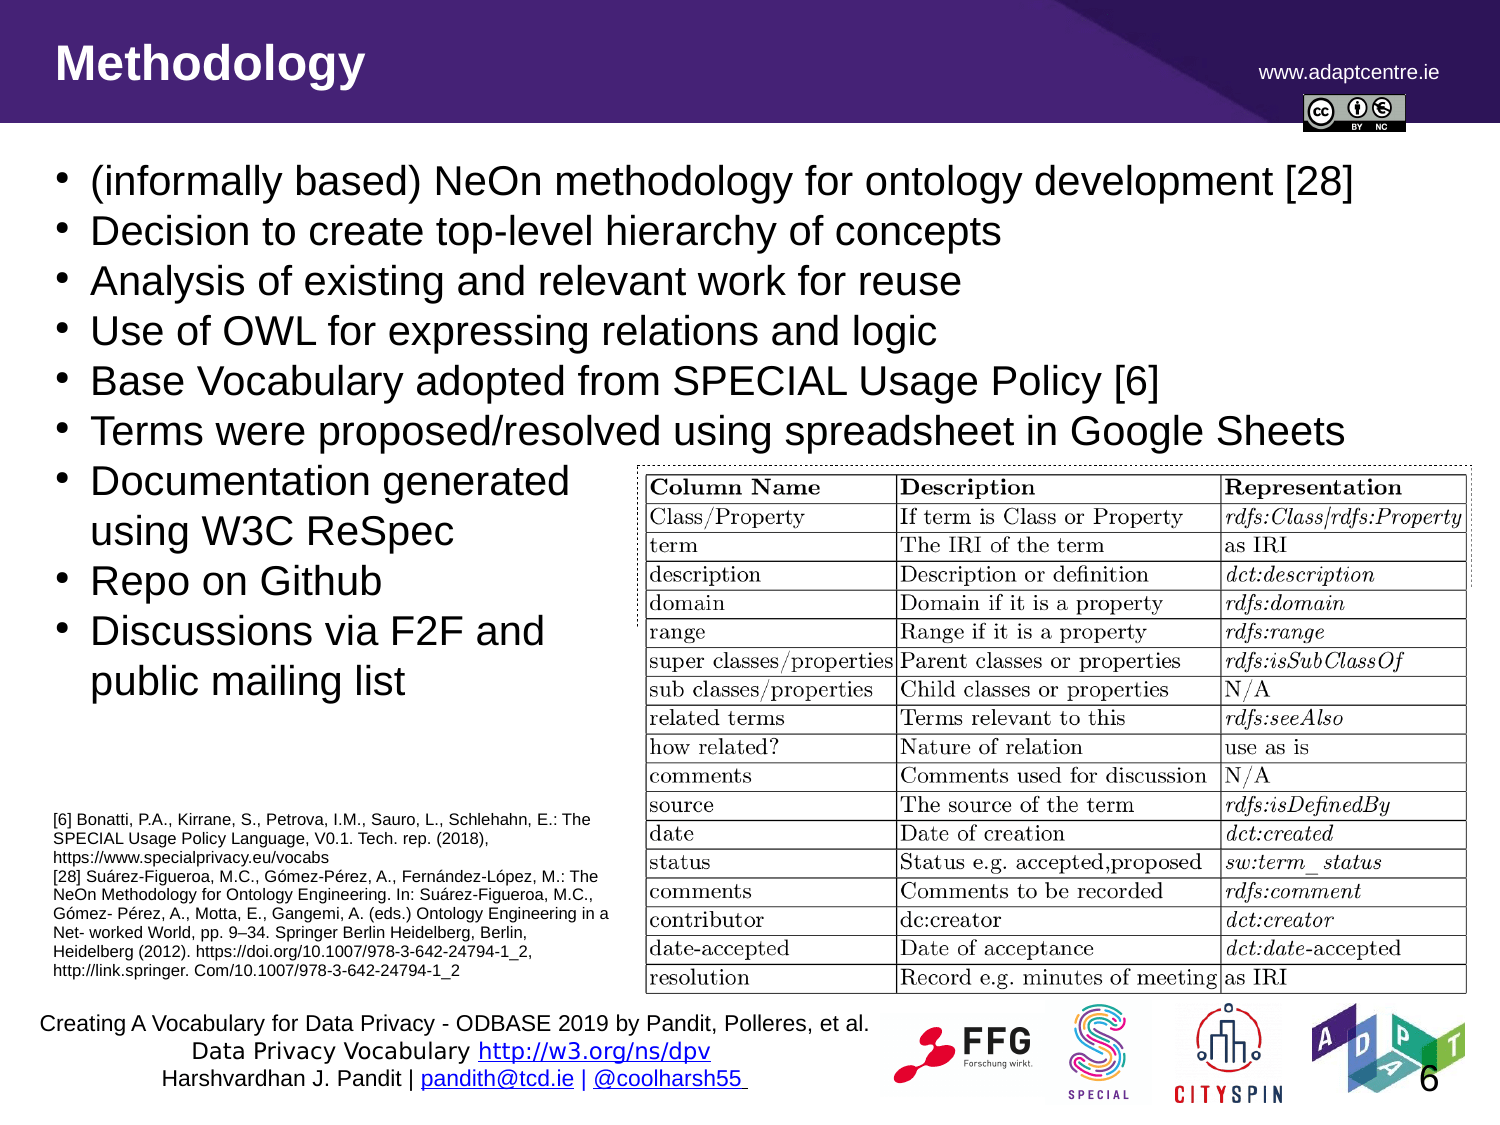 Methodology
www.adaptcentre.ie
CC BY NC
• (informally based) NeOn methodology for ontology development [28]
• Decision to create top-level hierarchy of concepts
• Analysis of existing and relevant work for reuse
• Use of OWL for expressing relations and logic
• Base Vocabulary adopted from SPECIAL Usage Policy [6]
• Terms were proposed/resolved using spreadsheet in Google Sheets
• Documentation generated
using W3C ReSpec
• Repo on Github
• Discussions via F2F and
public mailing list
Column Name Description Representation
Class/Property If term is Class or Property rdfs:Class|rdfs:Property
term The IRI of the term as IRI
description Description or definition dct:description
domain Domain if it is a property rdfs:domain
range Range if it is a property rdfs:range
super classes/properties Parent classes or properties rdfs:isSubClassOf
sub classes/properties Child classes or properties N/A
related terms Terms relevant to this rdfs:seeAlso
how related? Nature of relation use as is
comments Comments used for discussion N/A
source The source of the term rdfs:isDefinedBy
date Date of creation dct:created
status Status e.g. accepted,proposed sw:term_status
comments Comments to be recorded rdfs:comment
contributor dc:creator dct:creator
date-accepted Date of acceptance dct:date-accepted
resolution Record e.g. minutes of meeting as IRI
[6] Bonatti, P.A., Kirrane, S., Petrova, I.M., Sauro, L., Schlehahn, E.: The
SPECIAL Usage Policy Language, V0.1. Tech. rep. (2018),
https://www.specialprivacy.eu/vocabs
[28] Suárez-Figueroa, M.C., Gómez-Pérez, A., Fernández-López, M.: The
NeOn Methodology for Ontology Engineering. In: Suárez-Figueroa, M.C.,
Gómez- Pérez, A., Motta, E., Gangemi, A. (eds.) Ontology Engineering in a
Net- worked World, pp. 9–34. Springer Berlin Heidelberg, Berlin,
Heidelberg (2012). https://doi.org/10.1007/978-3-642-24794-1_2,
http://link.springer. Com/10.1007/978-3-642-24794-1_2
Creating A Vocabulary for Data Privacy - ODBASE 2019 by Pandit, Polleres, et al.
Data Privacy Vocabulary http://w3.org/ns/dpv
Harshvardhan J. Pandit | pandith@tcd.ie | @coolharsh55
FFG
Forschung wirkt.
SPECIAL
CITYSPIN
ADAPT
6